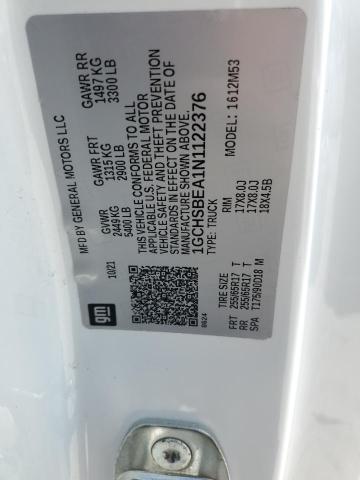 gm
MFD BY GENERAL MOTORS LLC
10/21
GVWR
2449 KG
5400 LB
GAWR FRT
1315 KG
2900 LB
GAWR RR
1497 KG
3300 LB
THIS VEHICLE CONFORMS TO ALL
APPLICABLE U.S. FEDERAL MOTOR
VEHICLE SAFETY AND THEFT PREVENTION
STANDARDS IN EFFECT ON THE DATE OF
MANUFACTURE SHOWN ABOVE.
1GCHSBEA1N1122376
TYPE: TRUCK
MODEL: 1612M53
0624
TIRE SIZE
RIM
FRT 255/65R17 T 17X8.0J
RR 255/65R17 T 17X8.0J
SPA T175/90D18 M 18X4.5B